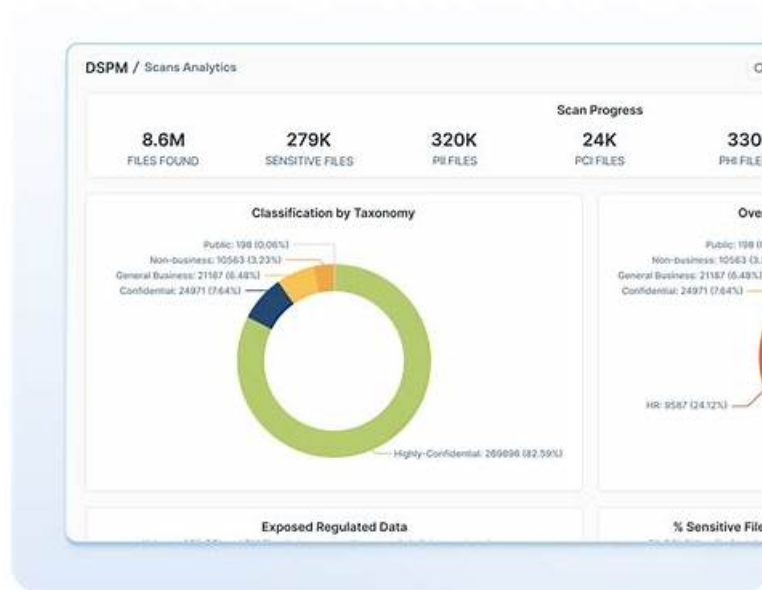 DSPM / Scans Analytics
Scan Progress
8.6M
FILES FOUND
279K
SENSITIVE FILES
320K
PII FILES
24K
PCI FILES
330
PHI FILE
Classification by Taxonomy
Public: 198 (0.06%)
Non-business: 10563 (3.23%)
General Business: 21187 (6.48%)
Confidential: 24971 (7.64%)
Highly-Confidential: 269896 (82.59%)
Ove
Public: 198 (
Non-business: 10563 (3.
General Business: 21187 (6.48%)
Confidential: 24971 (7.64%)
HR: 9587 (24.12%)
Exposed Regulated Data
% Sensitive File